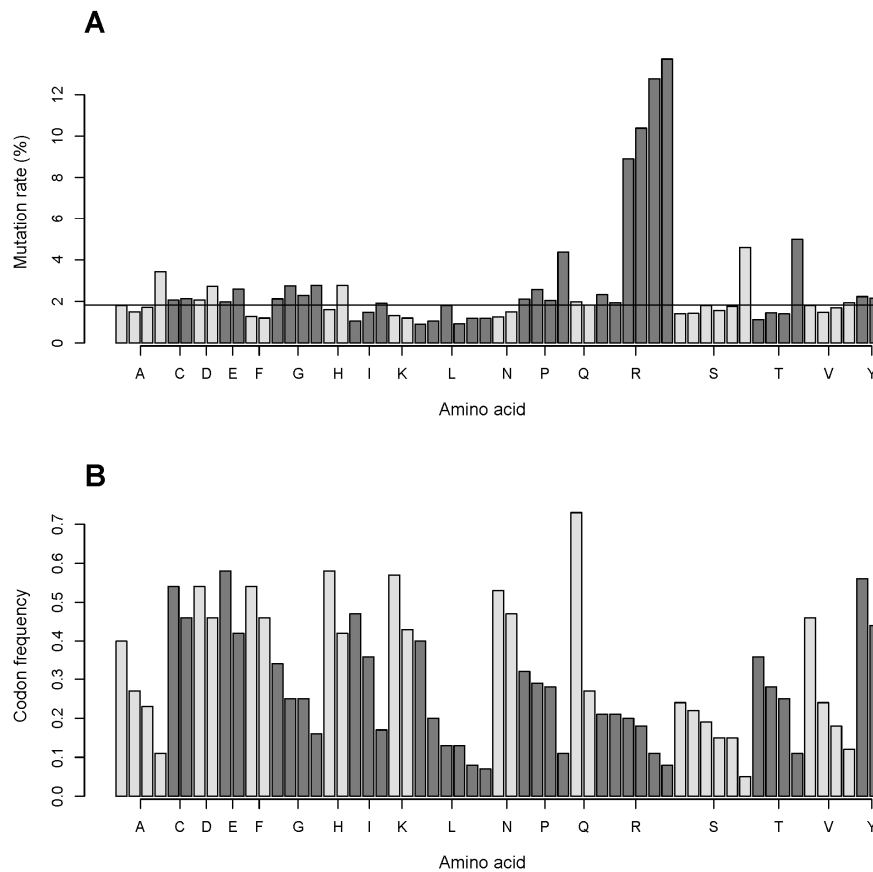 A
Mutation rate (%)
0 2 4 6 8 10 12
A C D E F G H I K L N P Q R S T V Y
Amino acid
B
Codon frequency
0.0 0.1 0.2 0.3 0.4 0.5 0.6 0.7
A C D E F G H I K L N P Q R S T V Y
Amino acid